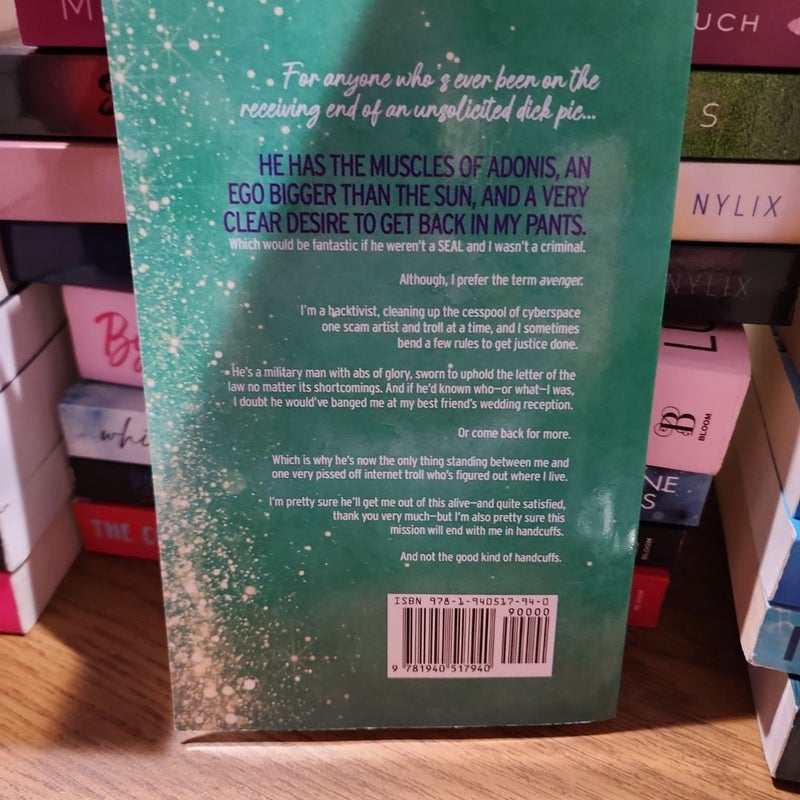 For anyone who's ever been on the
receiving end of an unsolicited dick pic...
HE HAS THE MUSCLES OF ADONIS, AN
EGO BIGGER THAN THE SUN, AND A VERY
CLEAR DESIRE TO GET BACK IN MY PANTS.
Which would be fantastic if he weren't a SEAL and I wasn't a criminal.
Although, I prefer the term avenger.
I'm a hacktivist, cleaning up the cesspool of cyberspace
one scam artist and troll at a time, and I sometimes
bend a few rules to get justice done.
He's a military man with abs of glory, sworn to uphold the letter of the
law no matter its shortcomings. And if he'd known who—or what—I was,
I doubt he would've banged me at my best friend's wedding reception.
Or come back for more.
Which is why he's now the only thing standing between me and
one very pissed off internet troll who's figured out where I live.
I'm pretty sure he'll get me out of this alive—and quite satisfied,
thank you very much—but I'm also pretty sure this
mission will end with me in handcuffs.
And not the good kind of handcuffs.
ISBN 978-1-940517-94-0
90000
9 781940 517940
M
UCH
S
NYLIX
NYLIX
LU
B
BLOOM
whi
THE C
NE
S
BLOOM